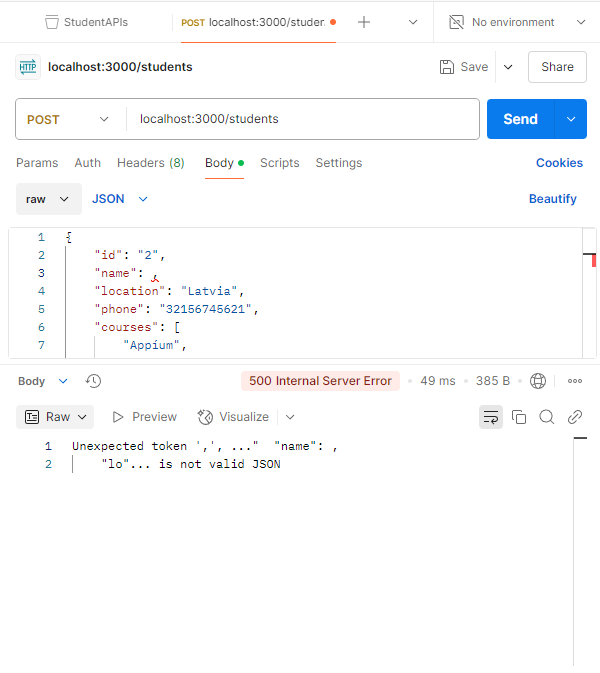 StudentAPIs
POST localhost:3000/studer
No environment
HTTP localhost:3000/students
Save
Share
POST
localhost:3000/students
Send
Params Auth Headers (8) Body Scripts Settings Cookies
raw JSON Beautify
1 {
2 "id": "2",
3 "name": ,
4 "location": "Latvia",
5 "phone": "32156745621",
6 "courses": [
7 "Appium",
Body 500 Internal Server Error 49 ms 385 B
Raw Preview Visualize
1 Unexpected token ',', ..." "name": ,
2 "lo"... is not valid JSON